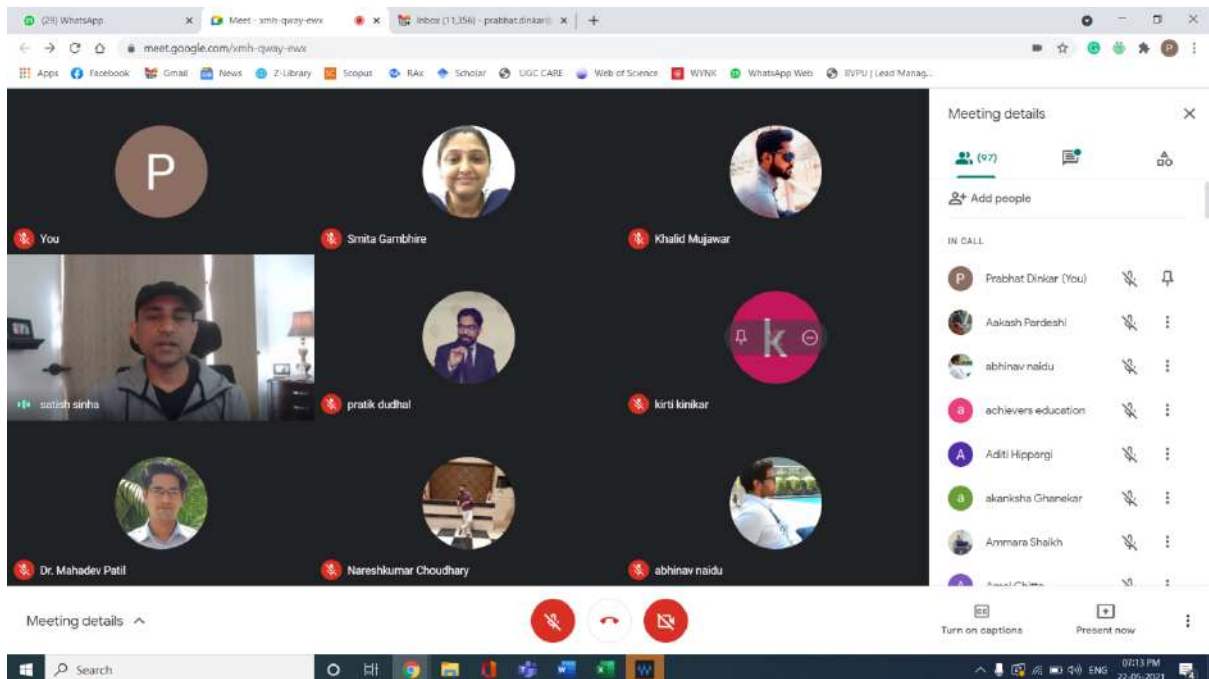 (29) WhatsApp
Meet - xmh-qway-ewx
Inbox (11,356) - prabhat.dinkar@
meet.google.com/xmh-qway-ewx
Apps
Facebook
Gmail
News
Z-Library
Scopus
RAx
Scholar
UGC CARE
Web of Science
WYNK
WhatsApp Web
BVPU | Lead Manag...
P
You
Smita Gambhire
Khalid Mujawar
satish sinha
pratik dudhal
k
kirti kinikar
Dr. Mahadev Patil
Nareshkumar Choudhary
abhinav naidu
Meeting details
(97)
Add people
IN CALL
P Prabhat Dinkar (You)
Aakash Pardeshi
abhinav naidu
a achievers education
A Aditi Hippargi
a akanksha Ghanekar
Ammara Shaikh
Meeting details
Turn on captions
Present now
Search
ENG
07:13 PM
22-05-2021